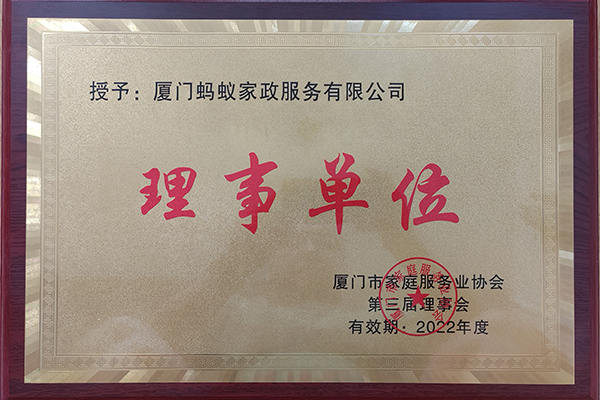 授予：厦门蚂蚁家政服务有限公司
理事单位
厦门市家庭服务业协会
第三届理事会
有效期·2022年度